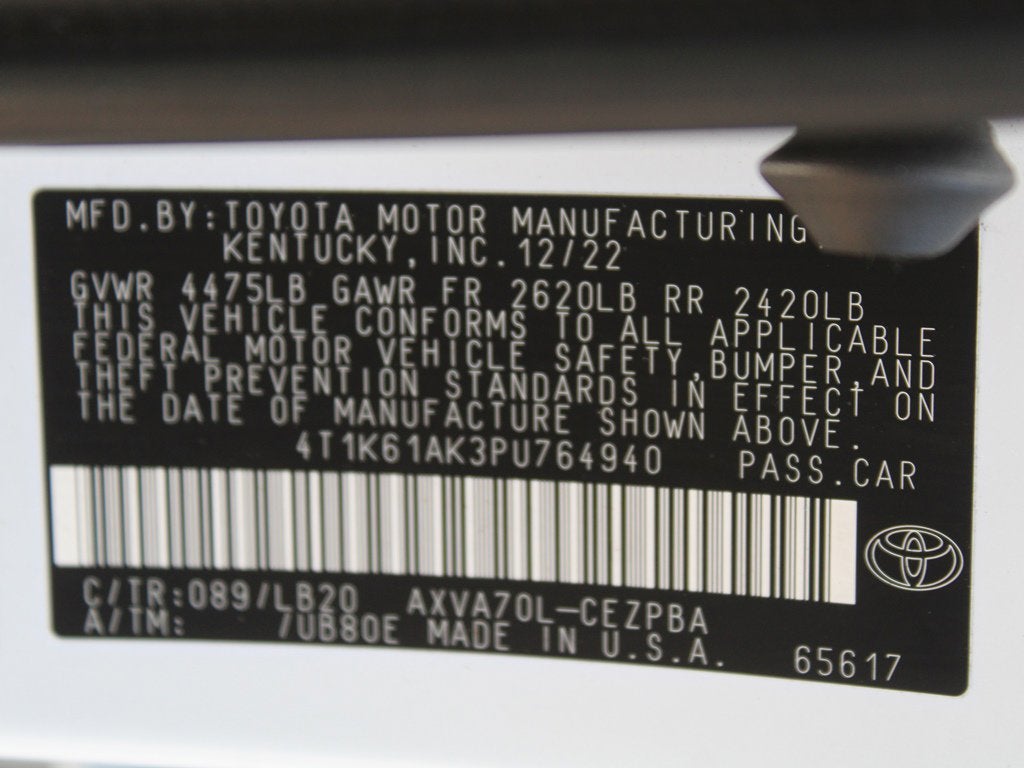 MFD.BY:TOYOTA MOTOR MANUFACTURING,
KENTUCKY,INC.12/22
GVWR 4475LB GAWR FR 2620LB RR 2420LB
THIS VEHICLE CONFORMS TO ALL APPLICABLE
FEDERAL MOTOR VEHICLE SAFETY,BUMPER,AND
THEFT PREVENTION STANDARDS IN EFFECT ON
THE DATE OF MANUFACTURE SHOWN ABOVE.
4T1K61AK3PU764940 PASS.CAR
C/TR:089/LB20 AXVA70L-CEZPBA
A/TM: /UB80E MADE IN U.S.A. 65617